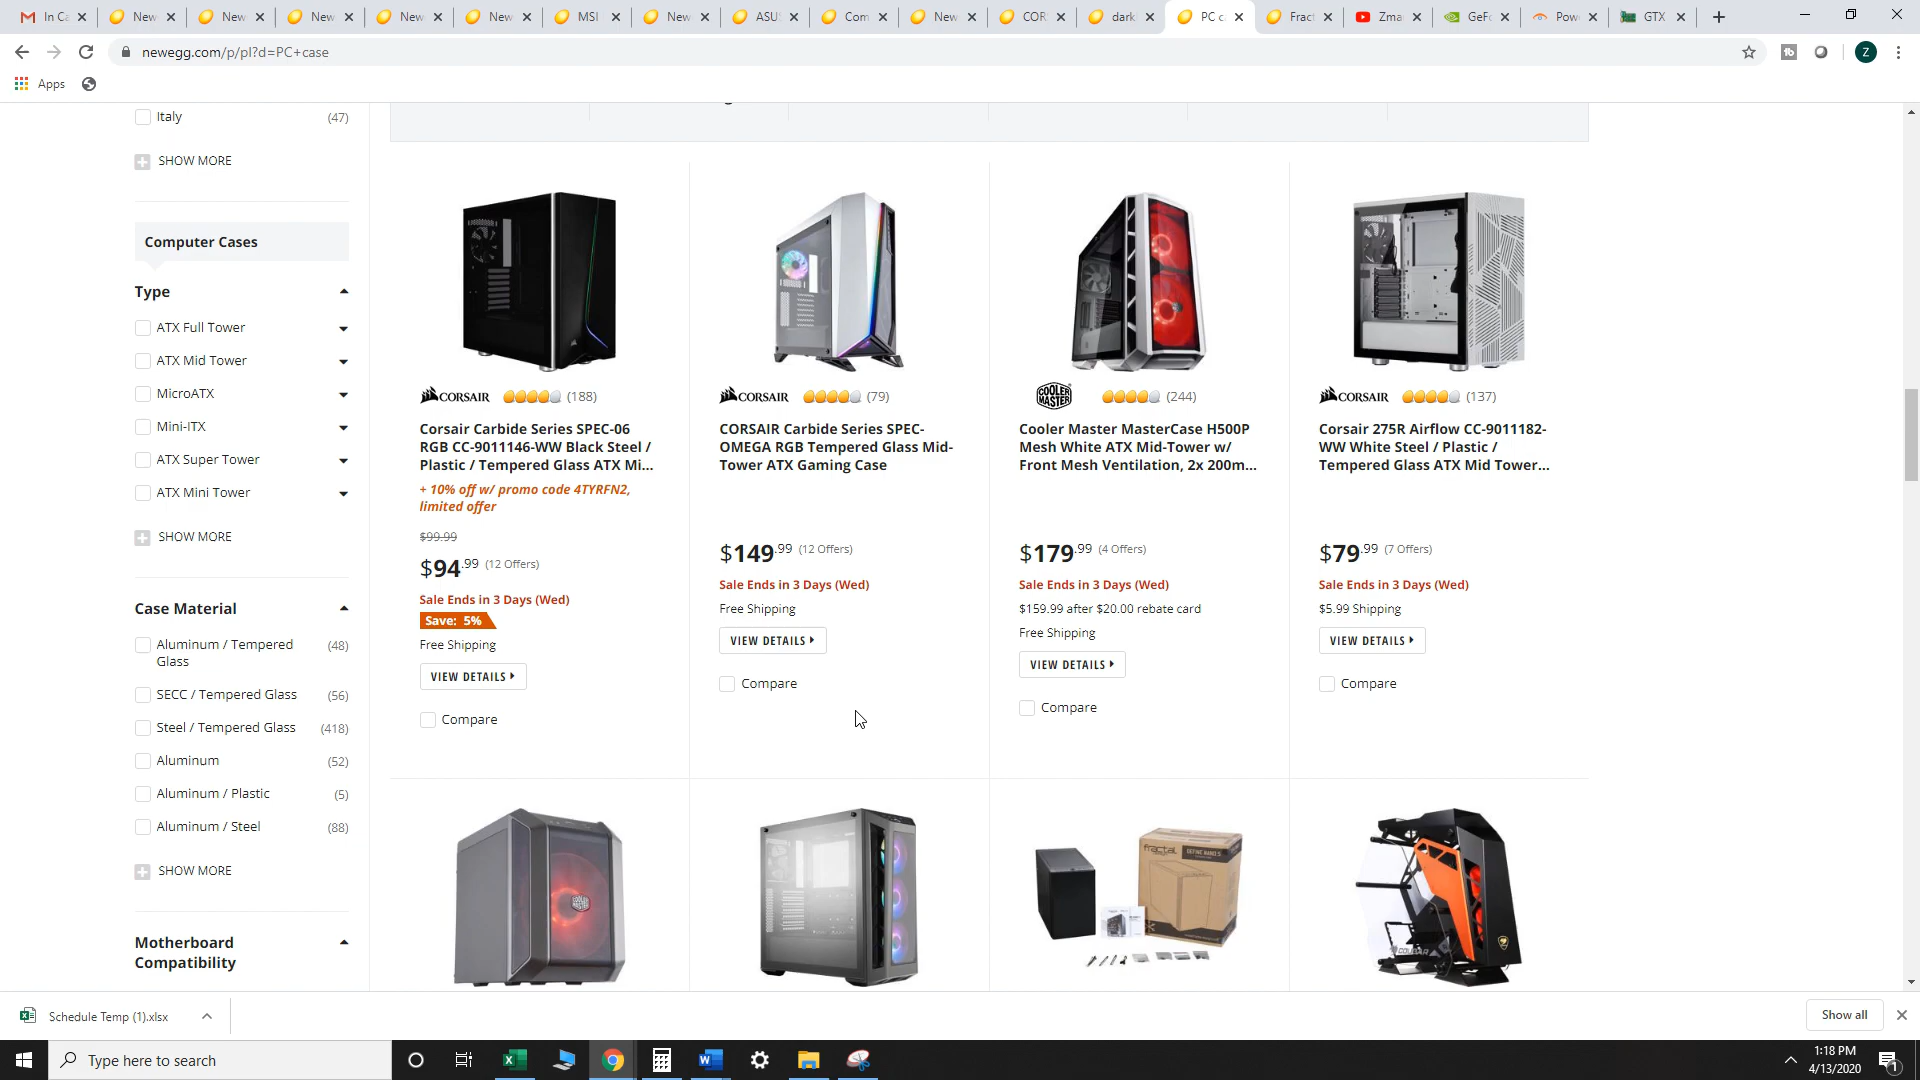 In Ca
New
New
New
New
New
MSI
New
ASU
Com
New
COR
dark
PC c
Fract
Zma
GeFo
Pow
GTX
newegg.com/p/pl?d=PC+case
Z
Apps
Italy (47)
SHOW MORE
Computer Cases
Type
ATX Full Tower
ATX Mid Tower
MicroATX
Mini-ITX
ATX Super Tower
ATX Mini Tower
SHOW MORE
Case Material
Aluminum / Tempered
Glass (48)
SECC / Tempered Glass (56)
Steel / Tempered Glass (418)
Aluminum (52)
Aluminum / Plastic (5)
Aluminum / Steel (88)
SHOW MORE
Motherboard
Compatibility
CORSAIR (188)
Corsair Carbide Series SPEC-06
RGB CC-9011146-WW Black Steel /
Plastic / Tempered Glass ATX Mi...
+ 10% off w/ promo code 4TYRFN2,
limited offer
$99.99
$94.99 (12 Offers)
Sale Ends in 3 Days (Wed)
Save: 5%
Free Shipping
VIEW DETAILS
Compare
CORSAIR (79)
CORSAIR Carbide Series SPEC-
OMEGA RGB Tempered Glass Mid-
Tower ATX Gaming Case
$149.99 (12 Offers)
Sale Ends in 3 Days (Wed)
Free Shipping
VIEW DETAILS
Compare
COOLER
MASTER (244)
Cooler Master MasterCase H500P
Mesh White ATX Mid-Tower w/
Front Mesh Ventilation, 2x 200m...
$179.99 (4 Offers)
Sale Ends in 3 Days (Wed)
$159.99 after $20.00 rebate card
Free Shipping
VIEW DETAILS
Compare
CORSAIR (137)
Corsair 275R Airflow CC-9011182-
WW White Steel / Plastic /
Tempered Glass ATX Mid Tower...
$79.99 (7 Offers)
Sale Ends in 3 Days (Wed)
$5.99 Shipping
VIEW DETAILS
Compare
fractal
DEFINE NANO S
COUGAR
Schedule Temp (1).xlsx
Show all
Type here to search
1:18 PM
4/13/2020
1